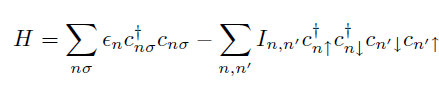 H = \sum_{n\sigma} \epsilon_n c^\dagger_{n\sigma} c_{n\sigma} - \sum_{n,n'} I_{n,n'} c^\dagger_{n\uparrow} c^\dagger_{n\downarrow} c_{n'\downarrow} c_{n'\uparrow}